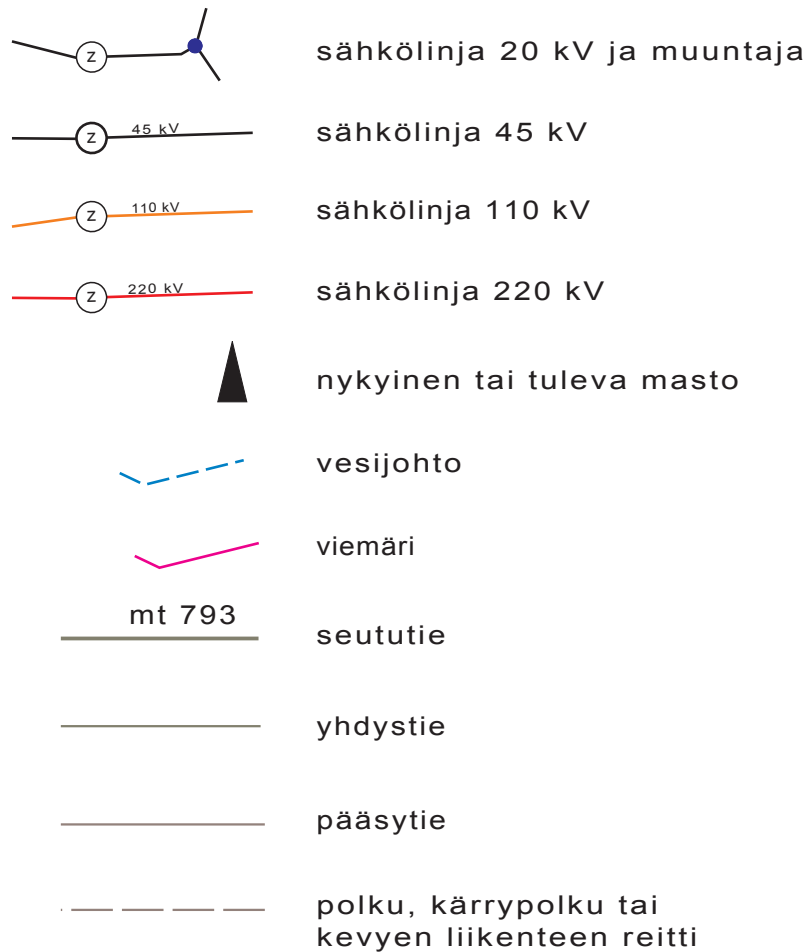 Z
sähkölinja 20 kV ja muuntaja
Z 45 kV
sähkölinja 45 kV
Z 110 kV
sähkölinja 110 kV
Z 220 kV
sähkölinja 220 kV
nykyinen tai tuleva masto
vesijohto
viemäri
mt 793
seututie
yhdystie
pääsytie
polku, kärrypolku tai
kevyen liikenteen reitti